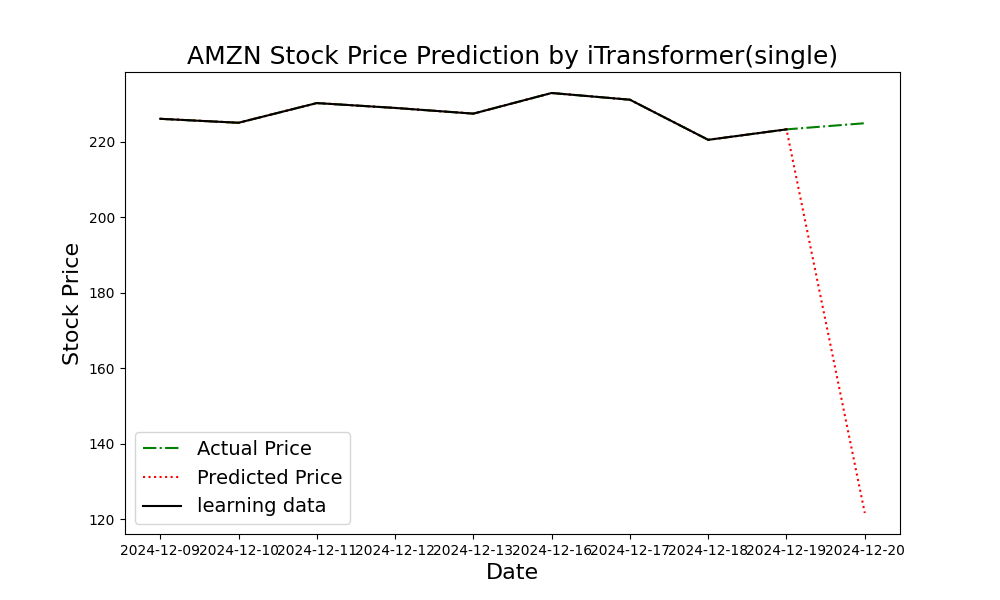 AMZN Stock Price Prediction by iTransformer(single)
Stock Price
220
200
180
160
140
120
Actual Price
Predicted Price
learning data
2024-12-09 2024-12-10 2024-12-11 2024-12-12 2024-12-13 2024-12-16 2024-12-17 2024-12-18 2024-12-19 2024-12-20
Date